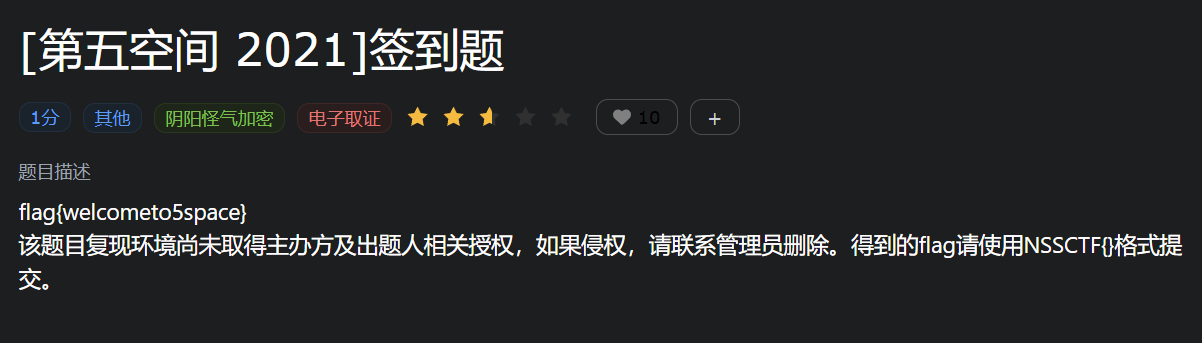 [第五空间 2021]签到题
1分 其他 阴阳怪气加密 电子取证 10 +
题目描述
flag{welcometo5space}
该题目复现环境尚未取得主办方及出题人相关授权，如果侵权，请联系管理员删除。得到的flag请使用NSSCTF{}格式提
交。